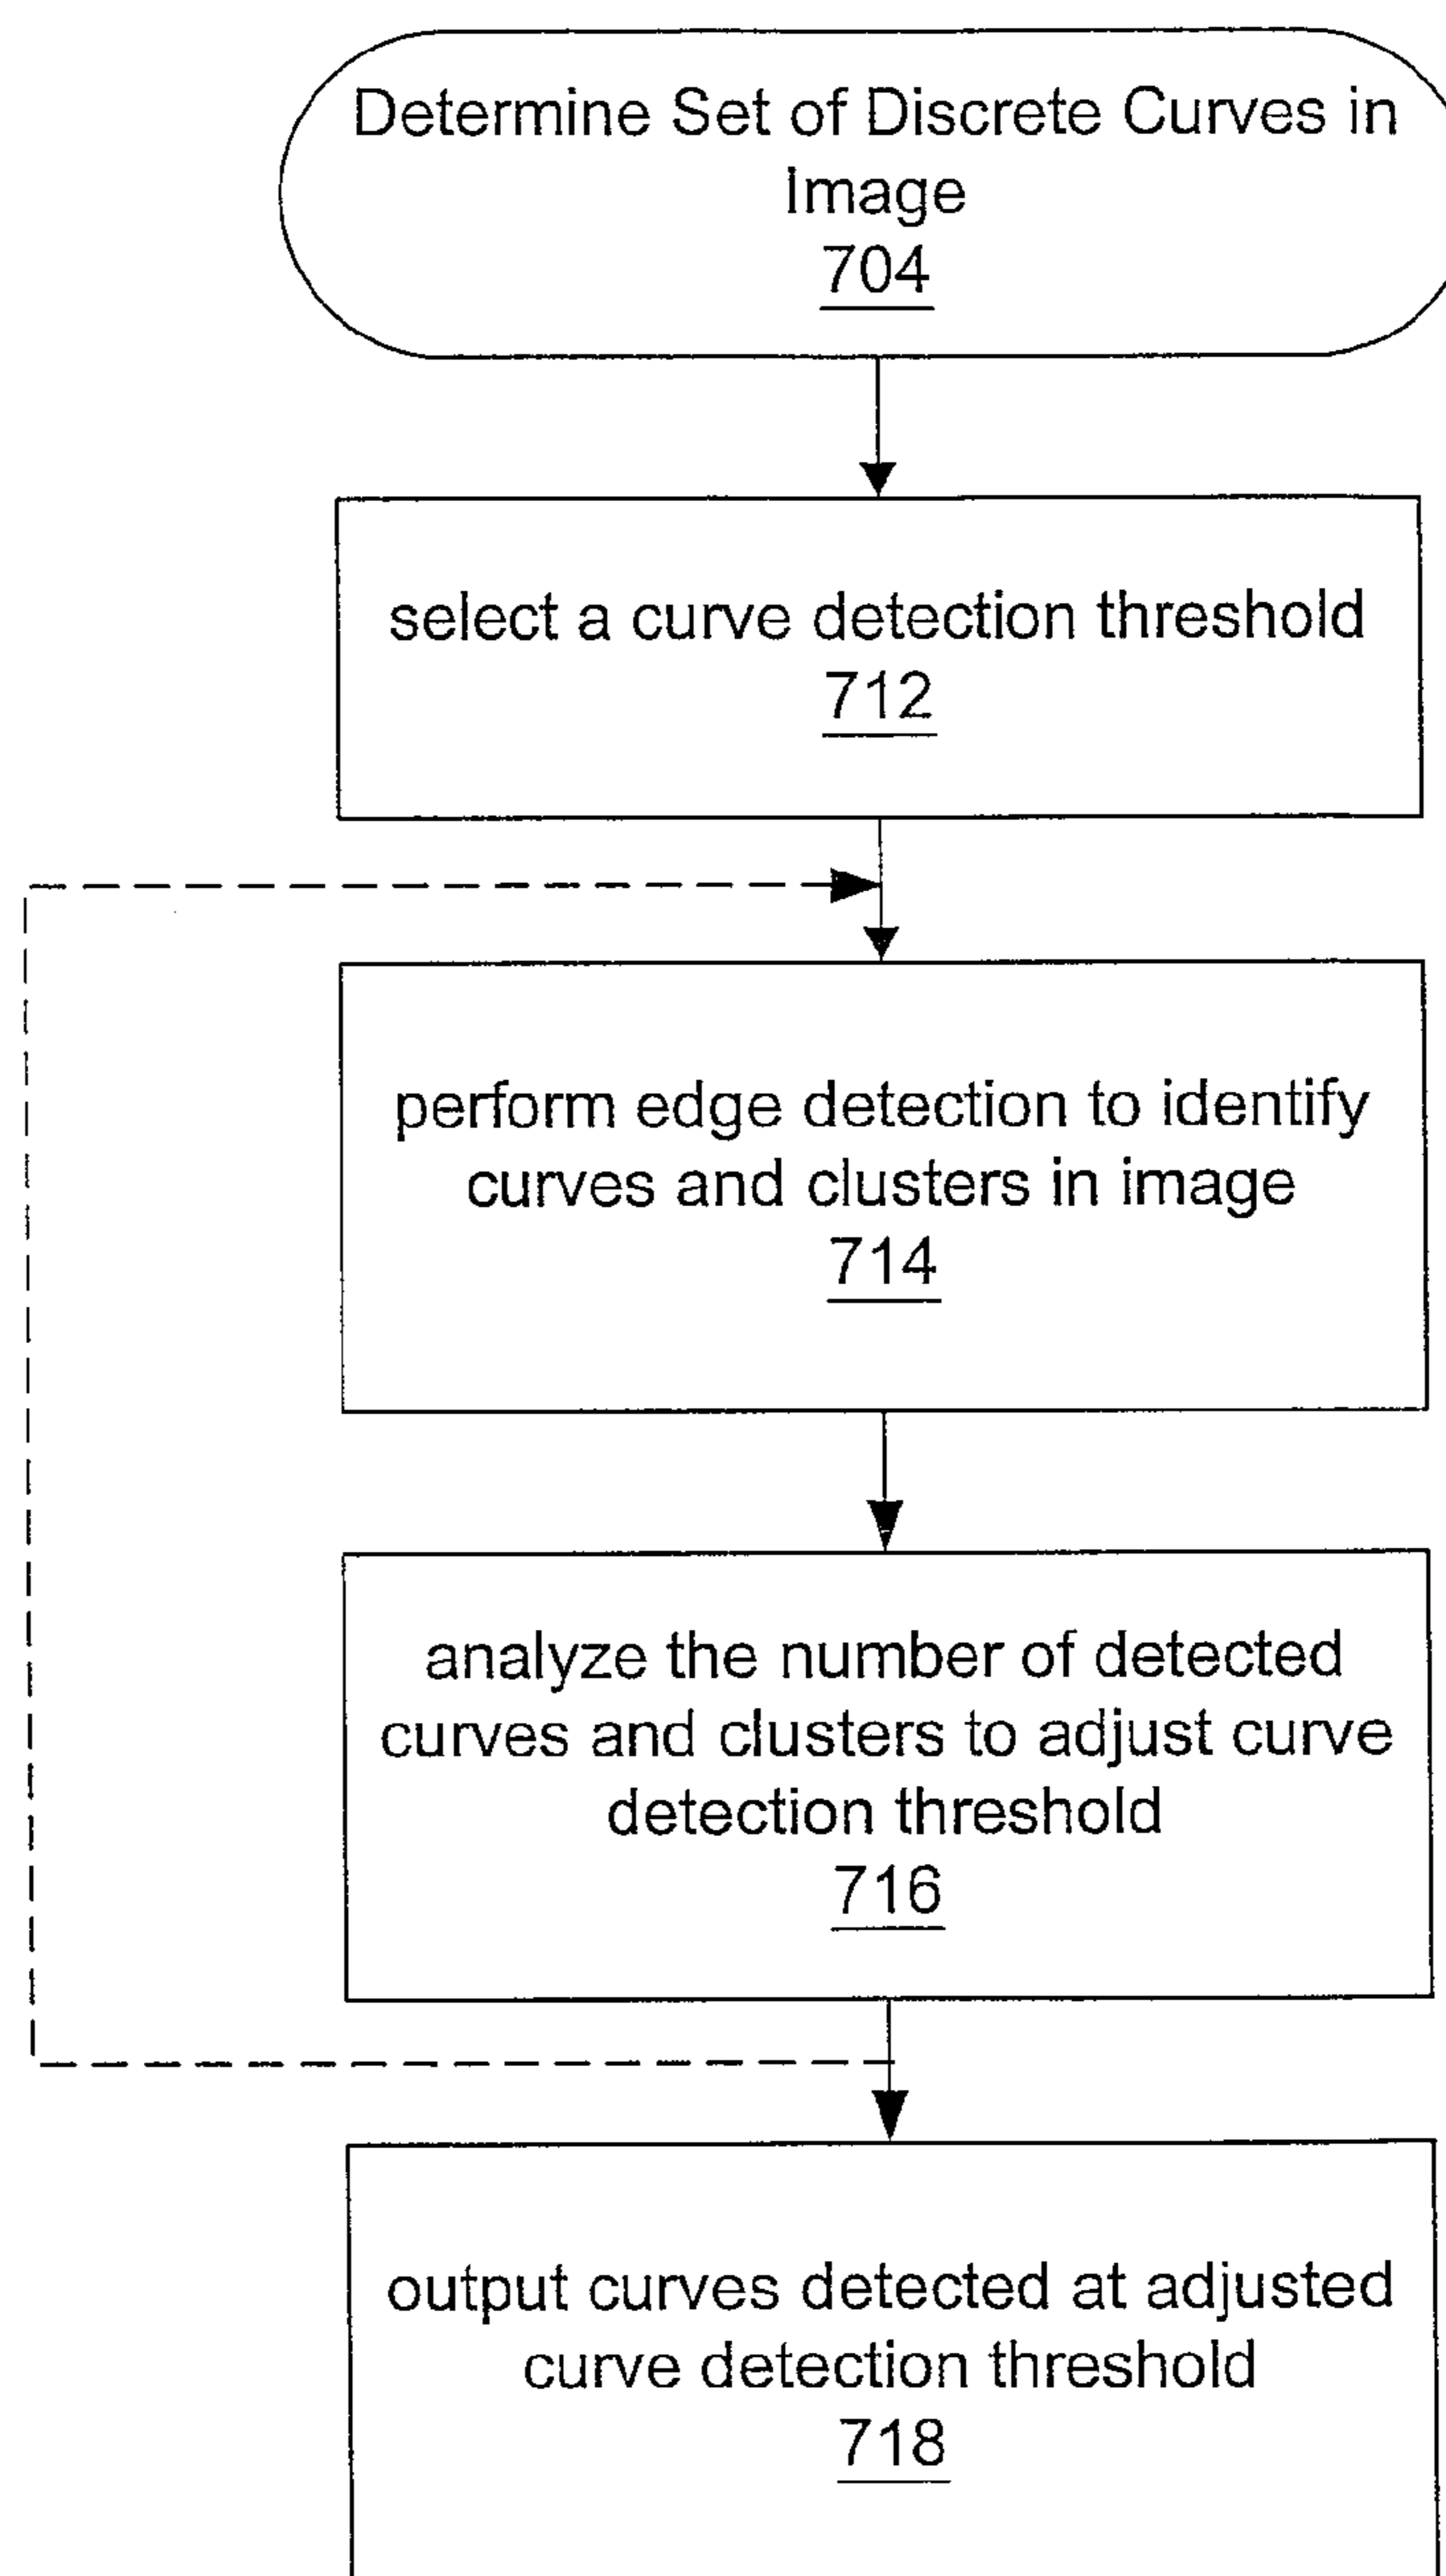 Determine Set of Discrete Curves in
Image
704
select a curve detection threshold
712
perform edge detection to identify
curves and clusters in image
714
analyze the number of detected
curves and clusters to adjust curve
detection threshold
716
output curves detected at adjusted
curve detection threshold
718